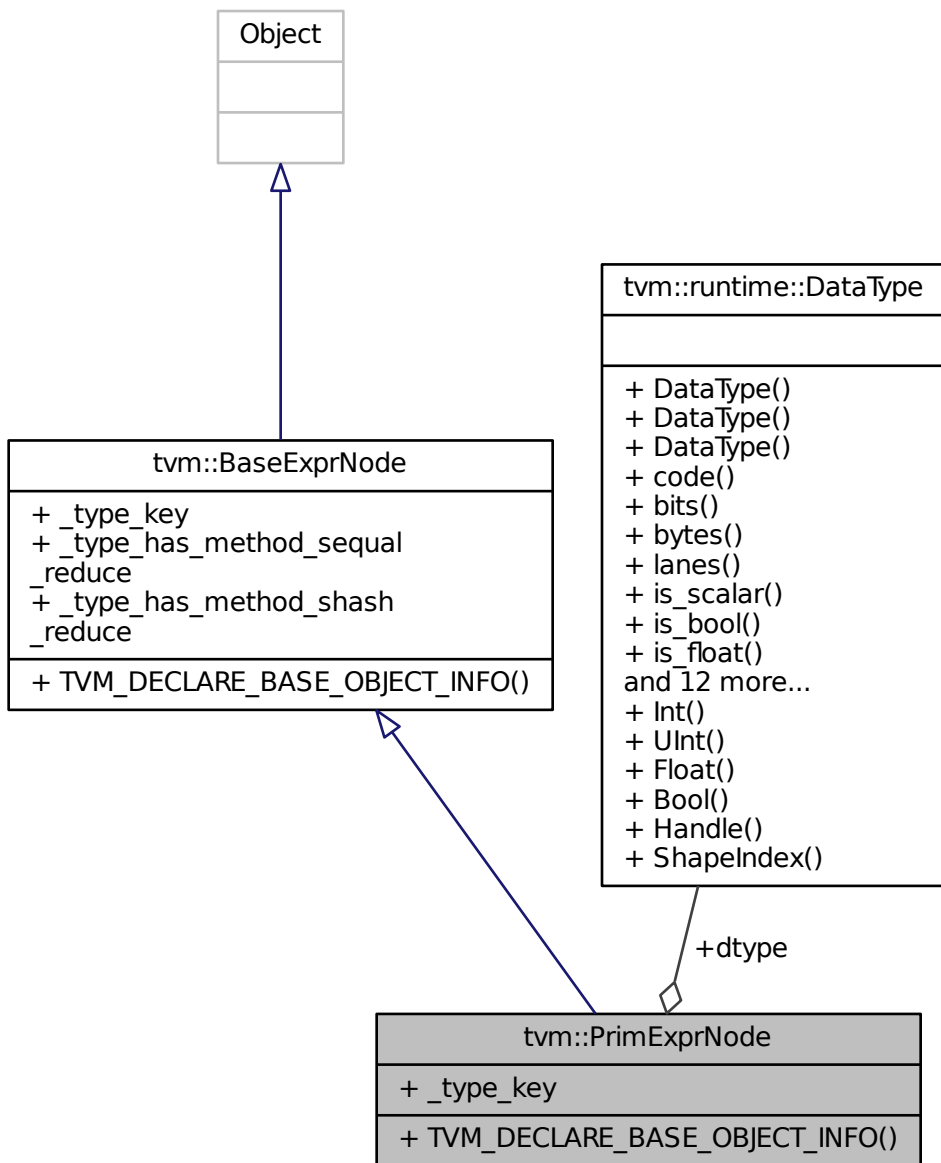 Object
tvm::runtime::DataType
+ DataType()
+ DataType()
+ DataType()
+ code()
+ bits()
+ bytes()
+ lanes()
+ is_scalar()
+ is_bool()
+ is_float()
and 12 more...
+ Int()
+ UInt()
+ Float()
+ Bool()
+ Handle()
+ ShapeIndex()
tvm::BaseExprNode
+ _type_key
+ _type_has_method_sequal
_reduce
+ _type_has_method_shash
_reduce
+ TVM_DECLARE_BASE_OBJECT_INFO()
+dtype
tvm::PrimExprNode
+ _type_key
+ TVM_DECLARE_BASE_OBJECT_INFO()